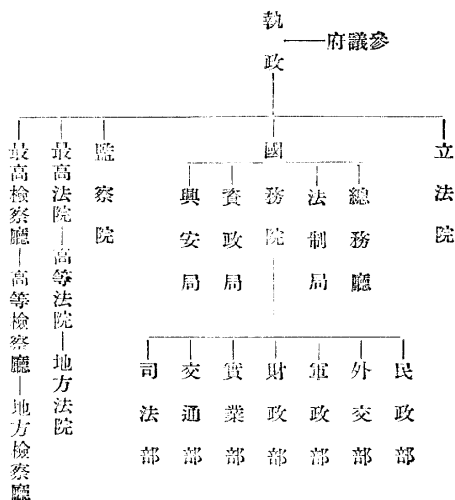 執政
參議府
立法院
國務院
監察院
最高法院—高等法院—地方法院
最高檢察廳—高等檢察廳—地方檢察廳
總務廳
法制局
資政局
興安局
民政部
外交部
軍政部
財政部
實業部
交通部
司法部